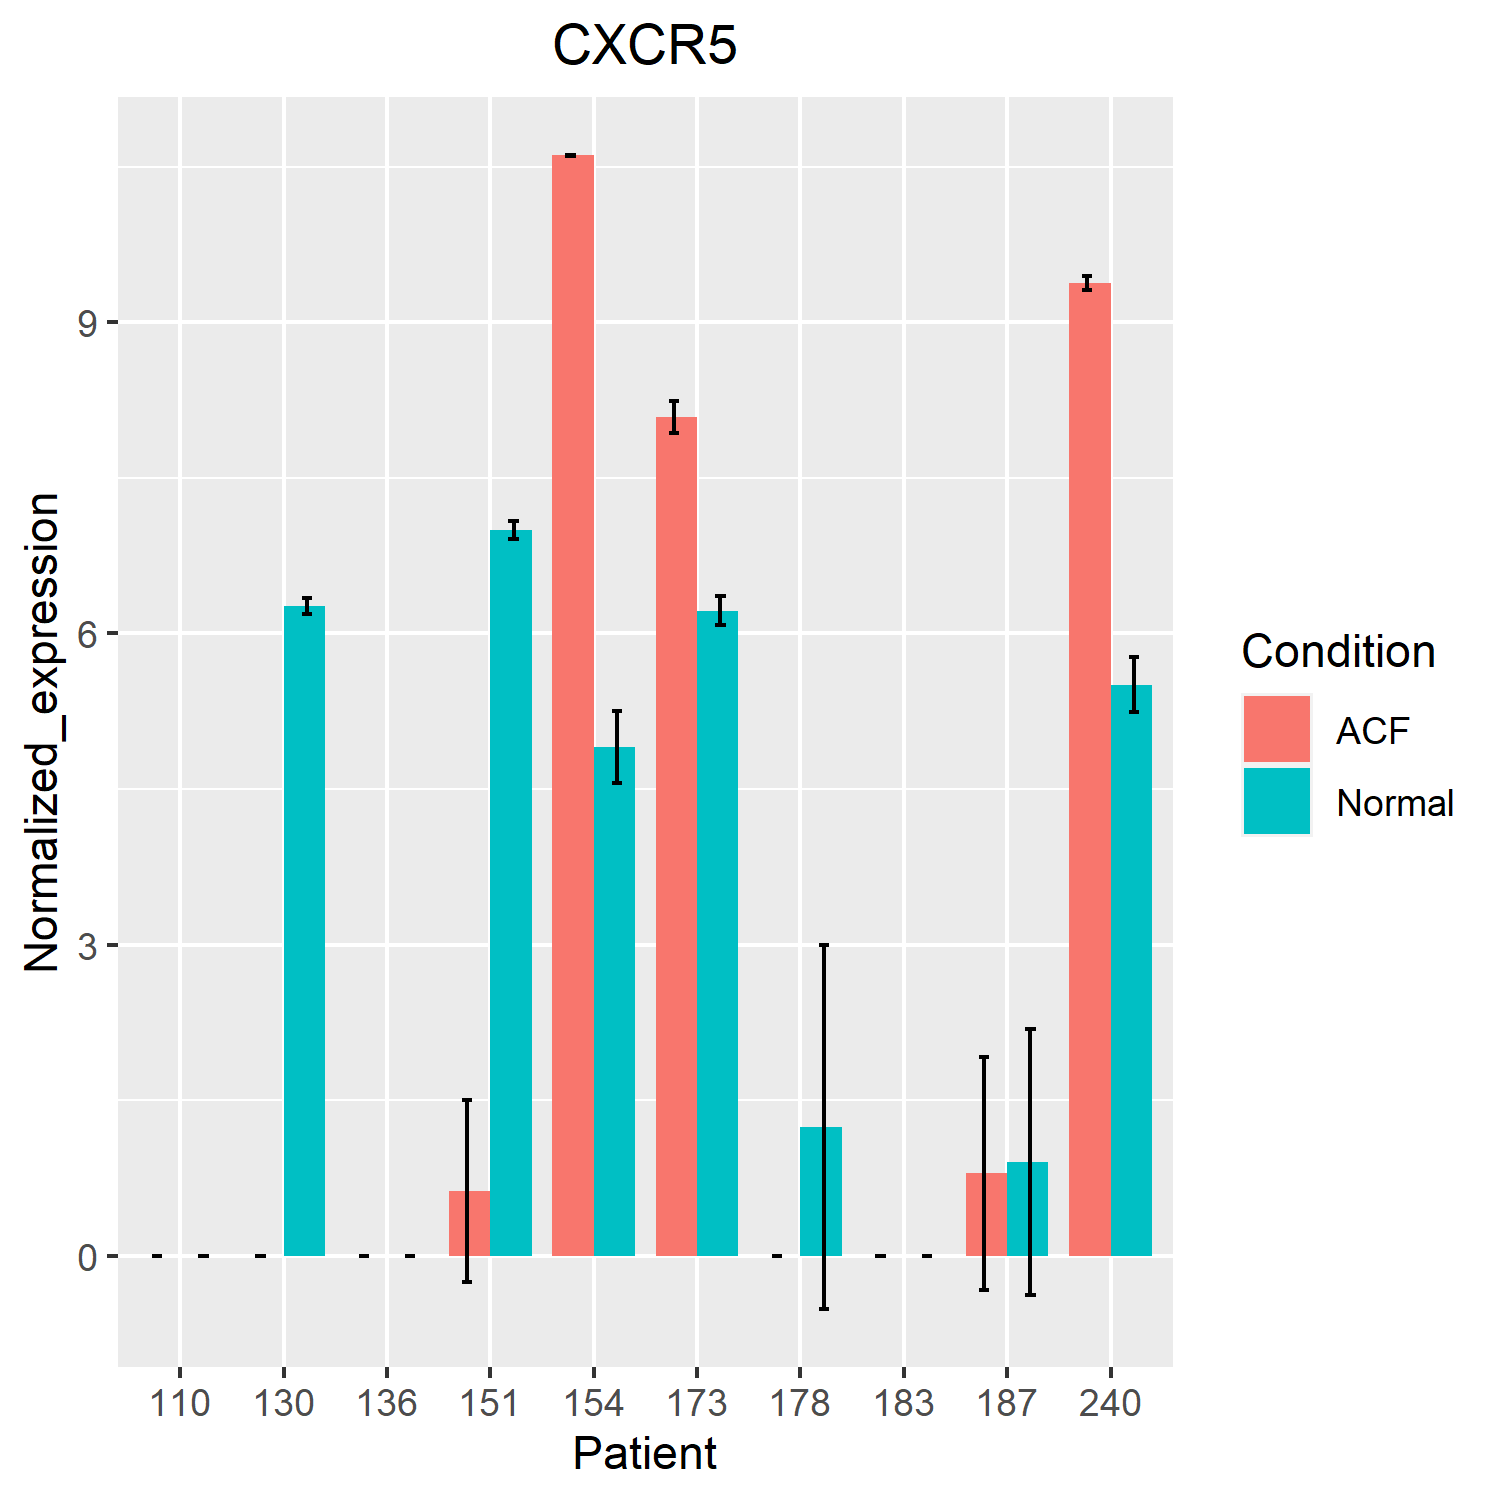 CXCR5
Normalized_expression
9
6
3
0
110 130 136 151 154 173 178 183 187 240
Patient
Condition
ACF
Normal